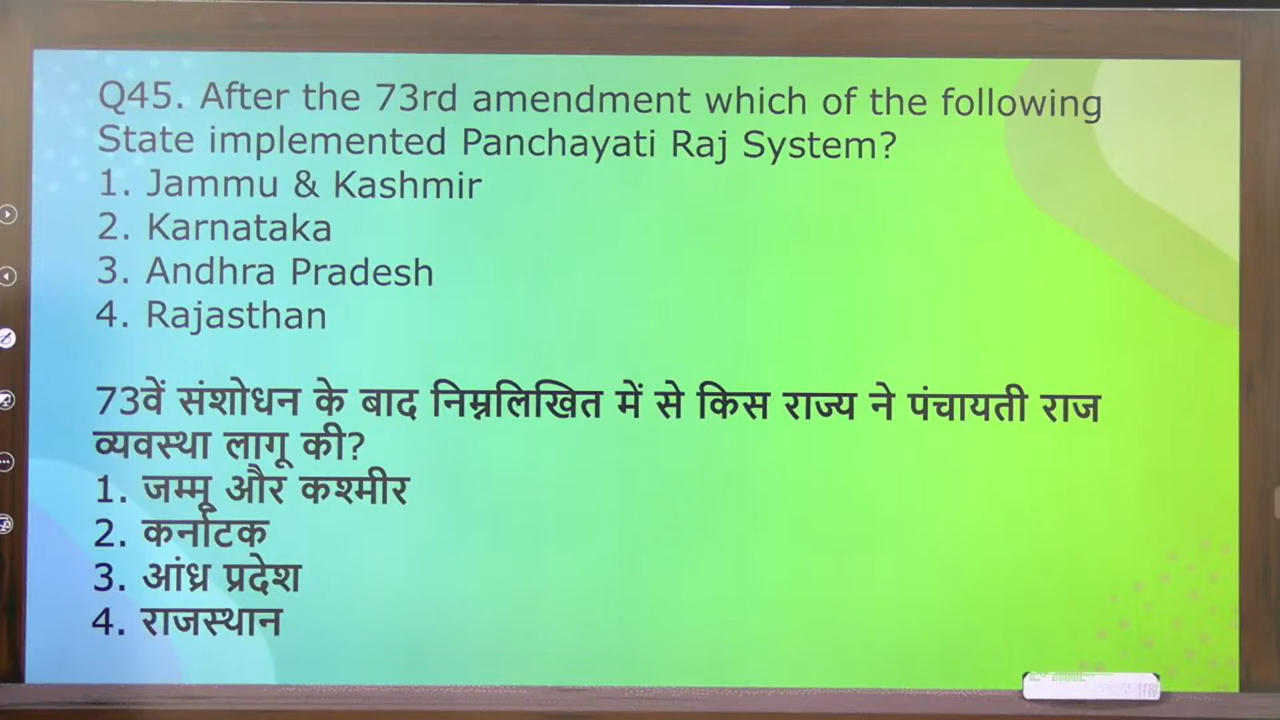 Q45. After the 73rd amendment which of the following
State implemented Panchayati Raj System?
1. Jammu & Kashmir
2. Karnataka
3. Andhra Pradesh
4. Rajasthan
73वें संशोधन के बाद निम्नलिखित में से किस राज्य ने पंचायती राज
व्यवस्था लागू की?
1. जम्मू और कश्मीर
2. कर्नाटक
3. आंध्र प्रदेश
4. राजस्थान